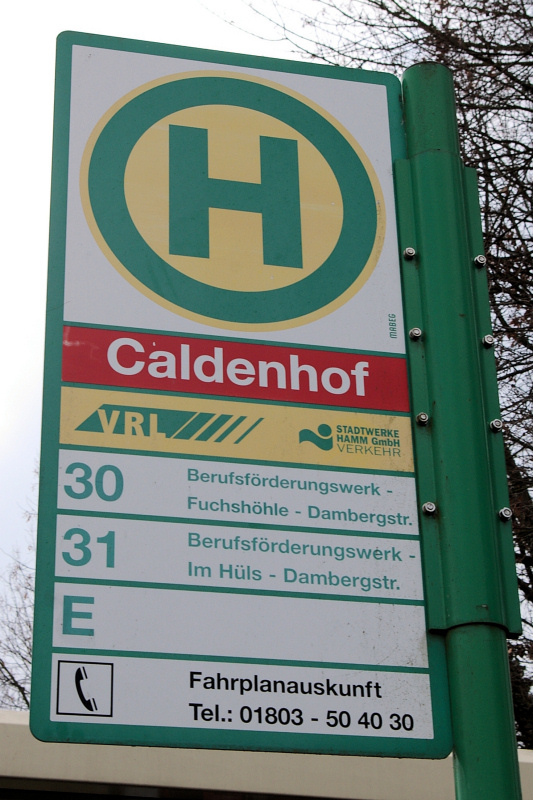 H
MABEG
Caldenhof
VRL
STADTWERKE
HAMM GmbH
VERKEHR
30 Berufsförderungswerk -
Fuchshöhle - Dambergstr.
31 Berufsförderungswerk -
Im Hüls - Dambergstr.
E
Fahrplanauskunft
Tel.: 01803 - 50 40 30